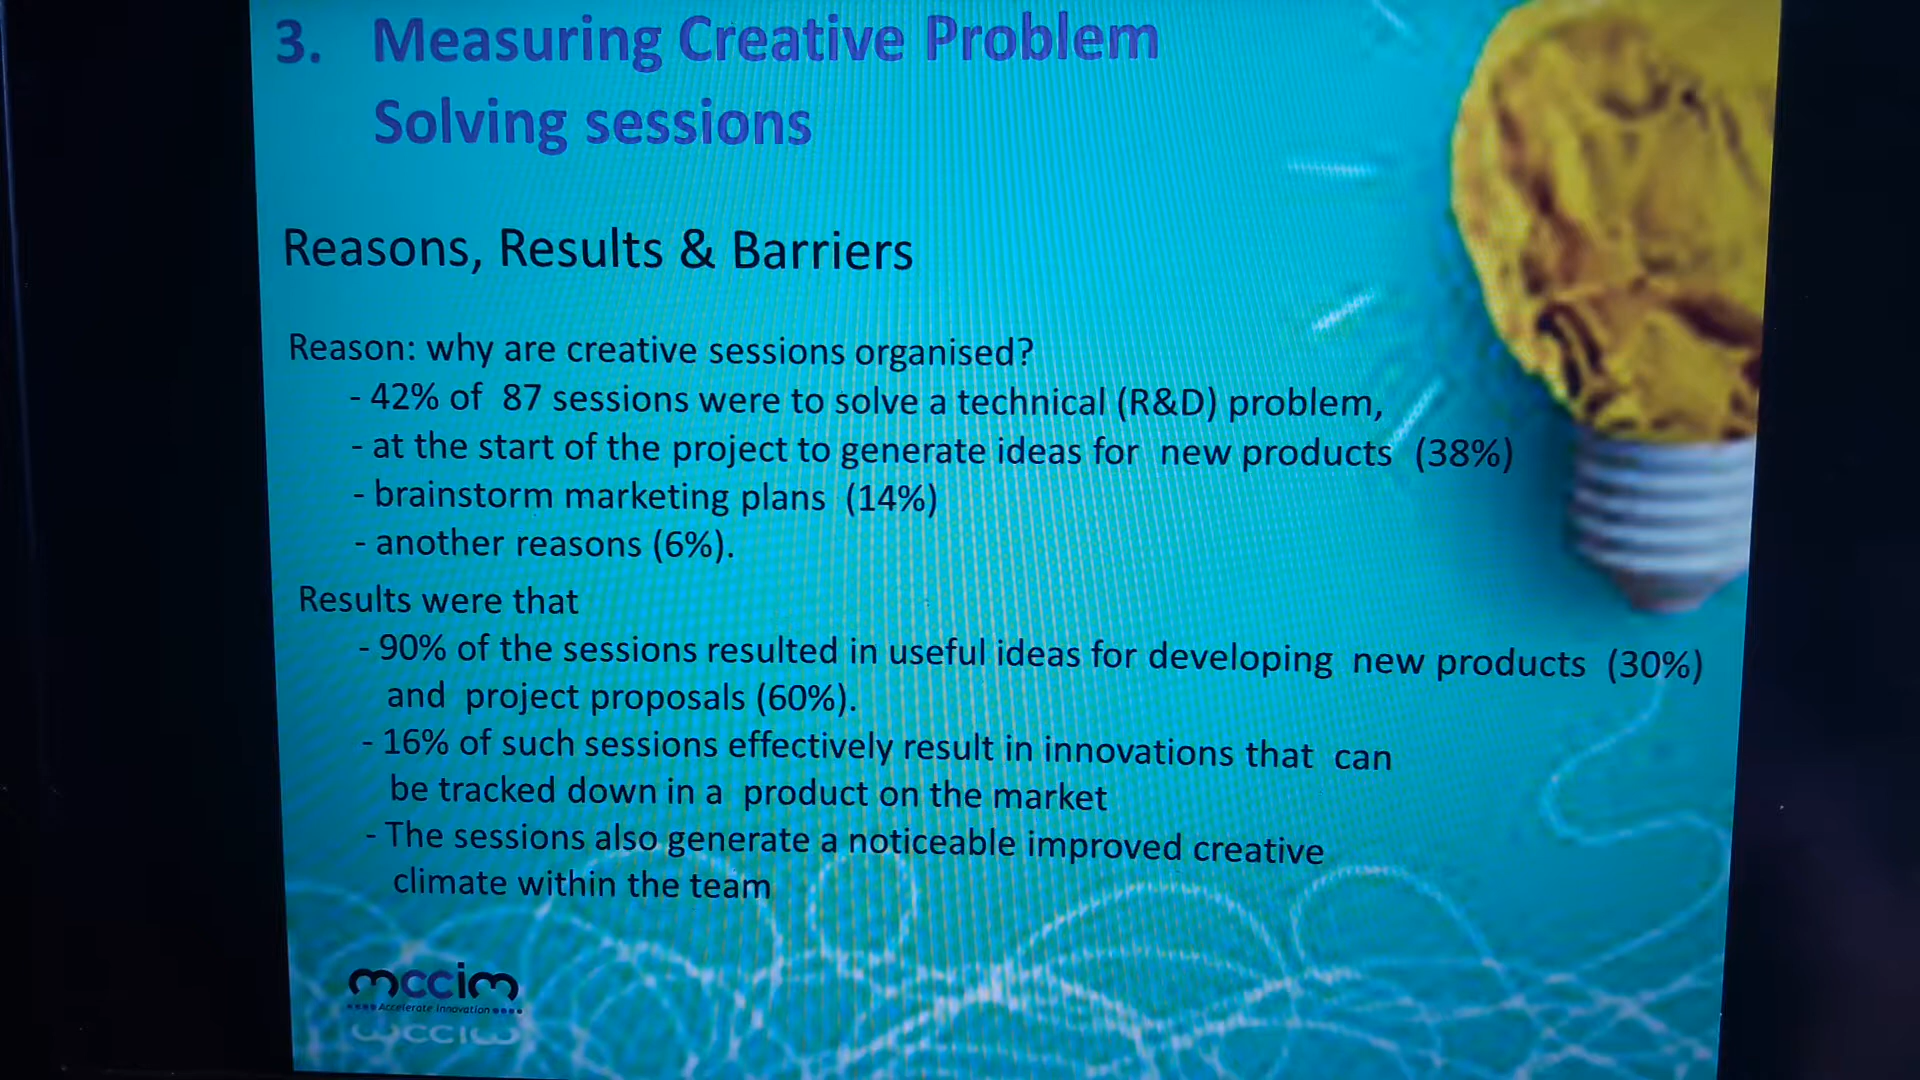 3. Measuring Creative Problem
Solving sessions
Reasons, Results & Barriers
Reason: why are creative sessions organised?
- 42% of 87 sessions were to solve a technical (R&D) problem,
- at the start of the project to generate ideas for new products (38%)
- brainstorm marketing plans (14%)
- another reasons (6%).
Results were that
- 90% of the sessions resulted in useful ideas for developing new products (30%)
and project proposals (60%).
- 16% of such sessions effectively result in innovations that can
be tracked down in a product on the market
- The sessions also generate a noticeable improved creative
climate within the team
mccim
Accelerate Innovation